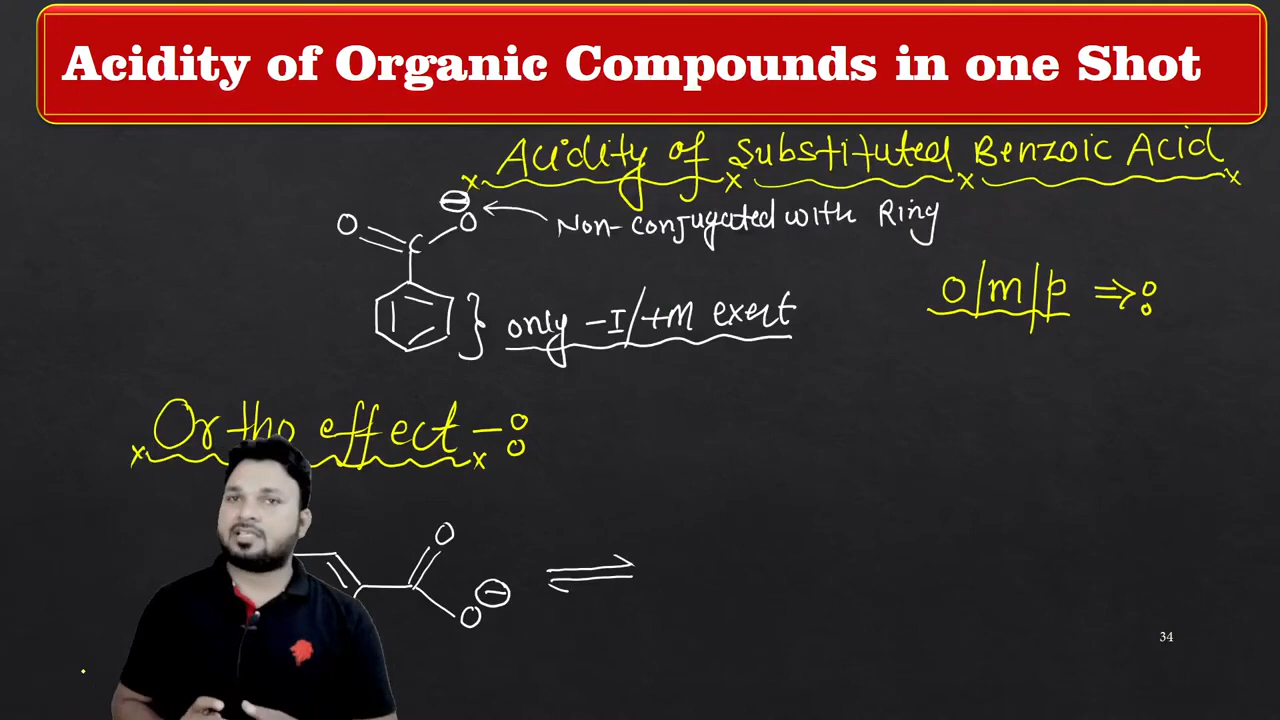 Acidity of Organic Compounds in one Shot
Acidity of Substituted Benzoic Acid
Non-conjugated with Ring
O C O ⊖
O/m/p ⇒:
only -I/+M exert
Ortho effect -:
O
O ⊖
34